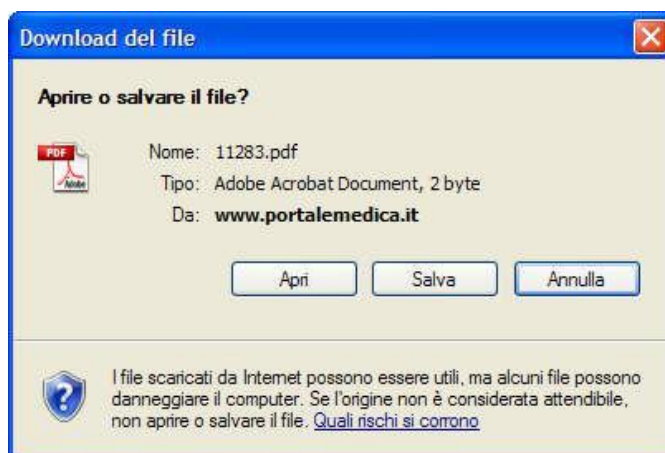 Download del file
Aprire o salvare il file?
PDF
Adobe
Nome: 11283.pdf
Tipo: Adobe Acrobat Document, 2 byte
Da: www.portalemedica.it
Apri
Salva
Annulla
I file scaricati da Internet possono essere utili, ma alcuni file possono
danneggiare il computer. Se l'origine non è considerata attendibile,
non aprire o salvare il file. Quali rischi si corrono